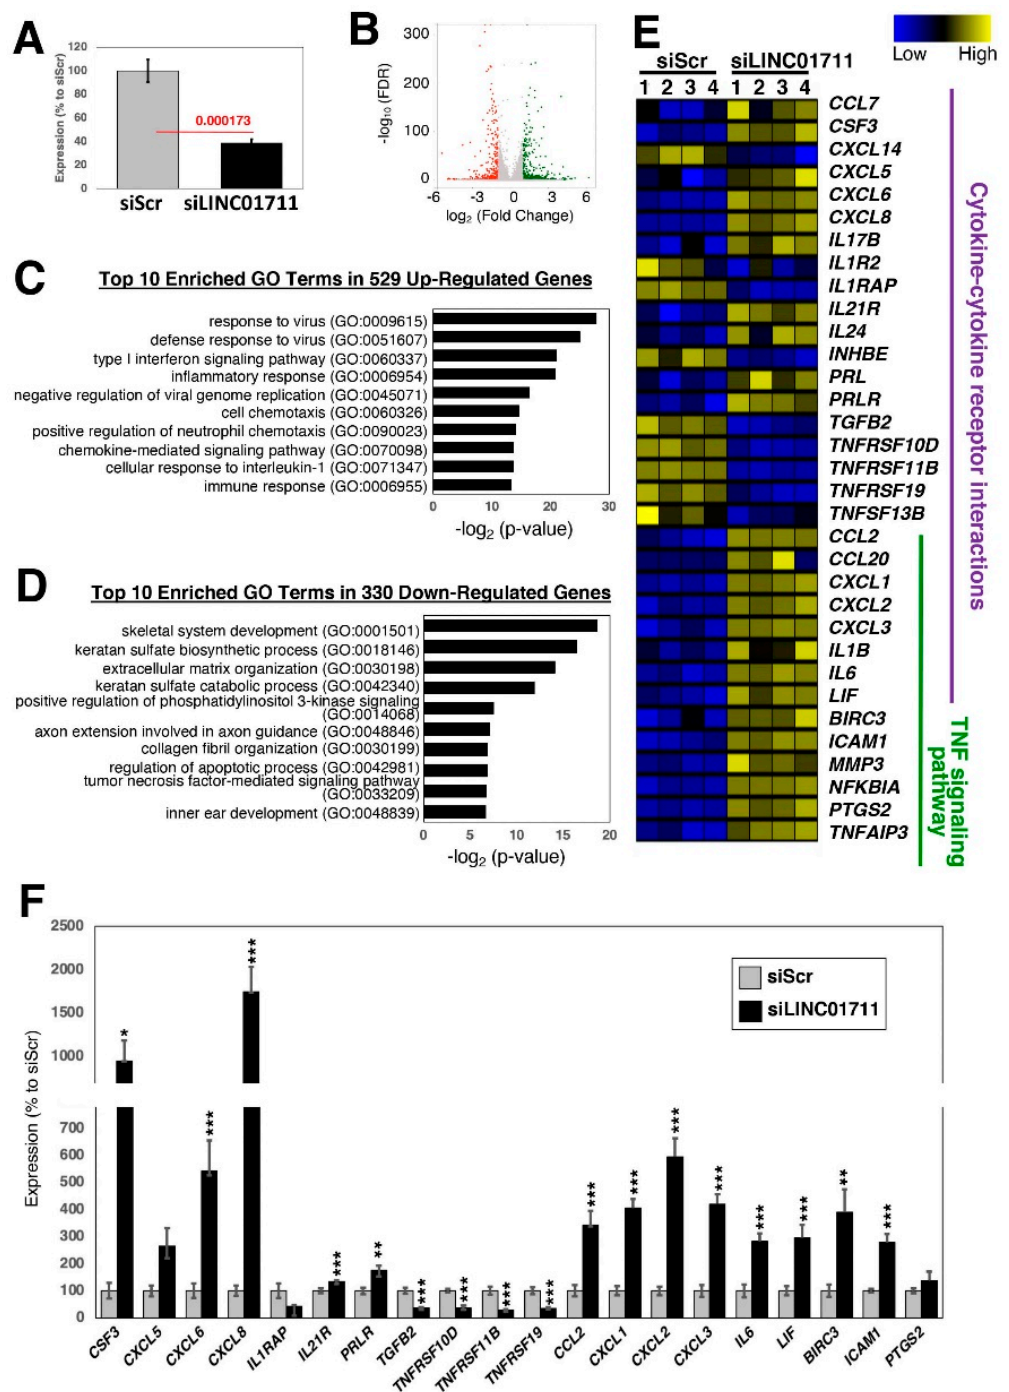 A
Expression (% to siScr)
120
100
80
60
40
20
0
0.000173
siScr
siLINC01711
B
-log10 (FDR)
300
200
100
0
-6
-3
0
3
6
log2 (Fold Change)
C
Top 10 Enriched GO Terms in 529 Up-Regulated Genes
response to virus (GO:0009615)
defense response to virus (GO:0051607)
type I interferon signaling pathway (GO:0060337)
inflammatory response (GO:0006954)
negative regulation of viral genome replication (GO:0045071)
cell chemotaxis (GO:0060326)
positive regulation of neutrophil chemotaxis (GO:0090023)
chemokine-mediated signaling pathway (GO:0070098)
cellular response to interleukin-1 (GO:0071347)
immune response (GO:0006955)
0
10
20
30
-log2 (p-value)
D
Top 10 Enriched GO Terms in 330 Down-Regulated Genes
skeletal system development (GO:0001501)
keratan sulfate biosynthetic process (GO:0018146)
extracellular matrix organization (GO:0030198)
keratan sulfate catabolic process (GO:0042340)
positive regulation of phosphatidylinositol 3-kinase signaling
(GO:0014068)
axon extension involved in axon guidance (GO:0048846)
collagen fibril organization (GO:0030199)
regulation of apoptotic process (GO:0042981)
tumor necrosis factor-mediated signaling pathway
(GO:0033209)
inner ear development (GO:0048839)
0
5
10
15
20
-log2 (p-value)
E
Low
High
siScr
siLINC01711
1 2 3 4 1 2 3 4
CCL7
CSF3
CXCL14
CXCL5
CXCL6
CXCL8
IL17B
IL1R2
IL1RAP
IL21R
IL24
INHBE
PRL
PRLR
TGFB2
TNFRSF10D
TNFRSF11B
TNFRSF19
TNFSF13B
CCL2
CCL20
CXCL1
CXCL2
CXCL3
IL1B
IL6
LIF
BIRC3
ICAM1
MMP3
NFKBIA
PTGS2
TNFAIP3
Cytokine-cytokine receptor interactions
TNF signaling
pathway
F
Expression (% to siScr)
2500
2000
1500
1000
700
600
500
400
300
200
100
0
siScr
siLINC01711
*
***
***
***
**
***
***
***
***
***
***
***
***
***
***
**
***
CSF3
CXCL5
CXCL6
CXCL8
IL1RAP
IL21R
PRLR
TGFB2
TNFRSF10D
TNFRSF11B
TNFRSF19
CCL2
CXCL1
CXCL2
CXCL3
IL6
LIF
BIRC3
ICAM1
PTGS2